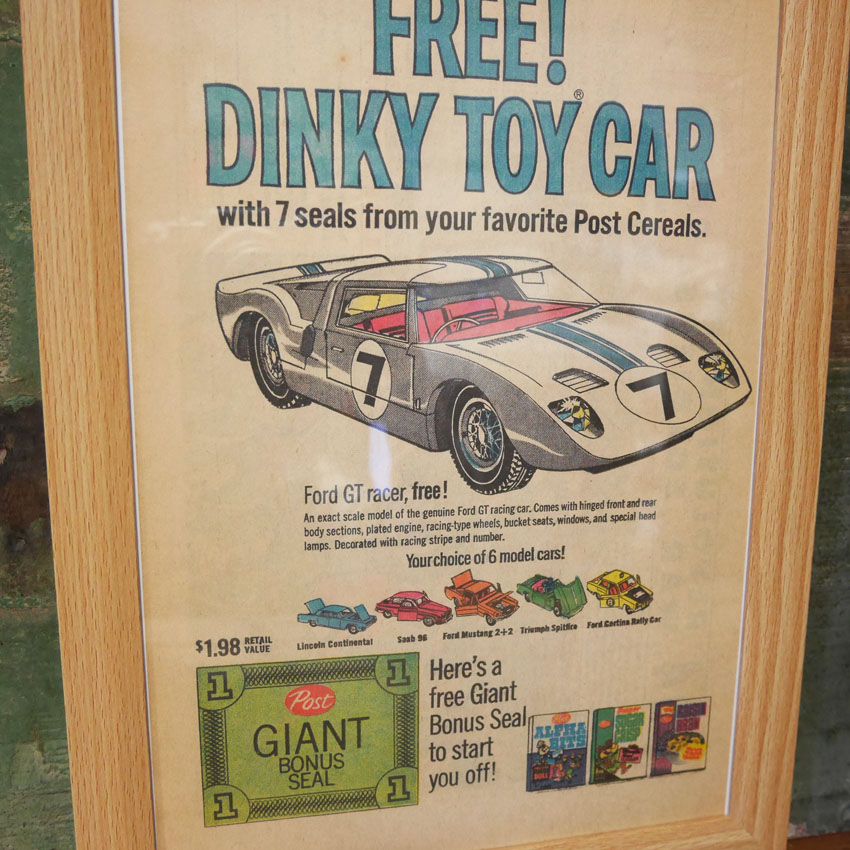 FREE!
DINKY TOY® CAR
with 7 seals from your favorite Post Cereals.
7
7
Ford GT racer, free!
An exact scale model of the genuine Ford GT racing car. Comes with hinged front and rear
body sections, plated engine, racing-type wheels, bucket seats, windows, and special head
lamps. Decorated with racing stripe and number.
Your choice of 6 model cars!
Lincoln Continental
Saab 96
Ford Mustang 2+2
Triumph Spitfire
Ford Cortina Rally Car
$1.98 RETAIL VALUE
1
1
Post
GIANT
BONUS
SEAL
1
1
Here's a
free Giant
Bonus Seal
to start
you off!
ALPHA
BITS